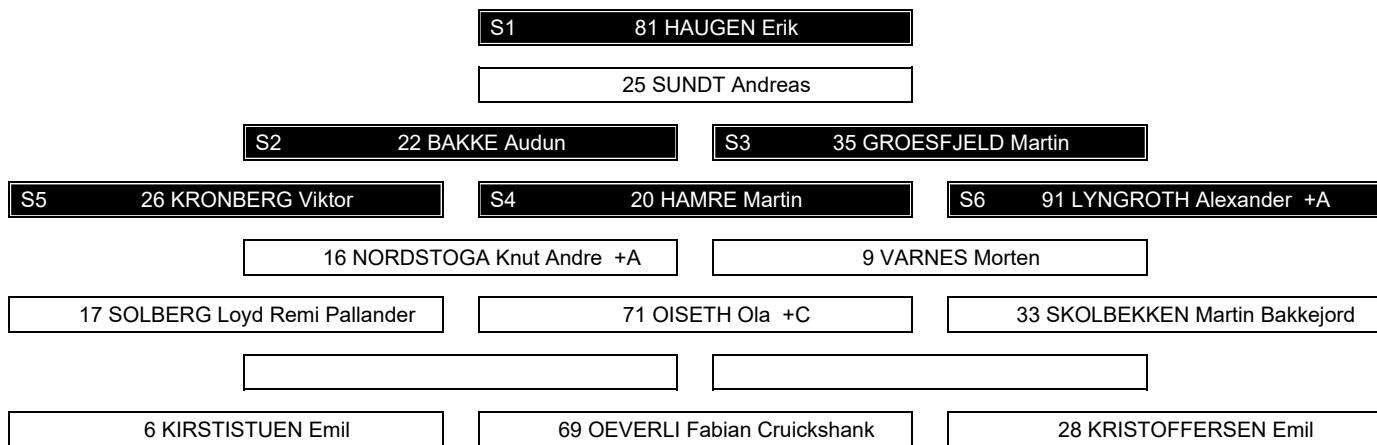 S1 81 HAUGEN Erik
25 SUNDT Andreas
S2 22 BAKKE Audun S3 35 GROESFJELD Martin
S5 26 KRONBERG Viktor S4 20 HAMRE Martin S6 91 LYNGROTH Alexander +A
16 NORDSTOGA Knut Andre +A 9 VARNES Morten
17 SOLBERG Loyd Remi Pallander 71 OISETH Ola +C 33 SKOLBEKKEN Martin Bakkejord
6 KIRSTISTUEN Emil 69 OEVERLI Fabian Cruickshank 28 KRISTOFFERSEN Emil